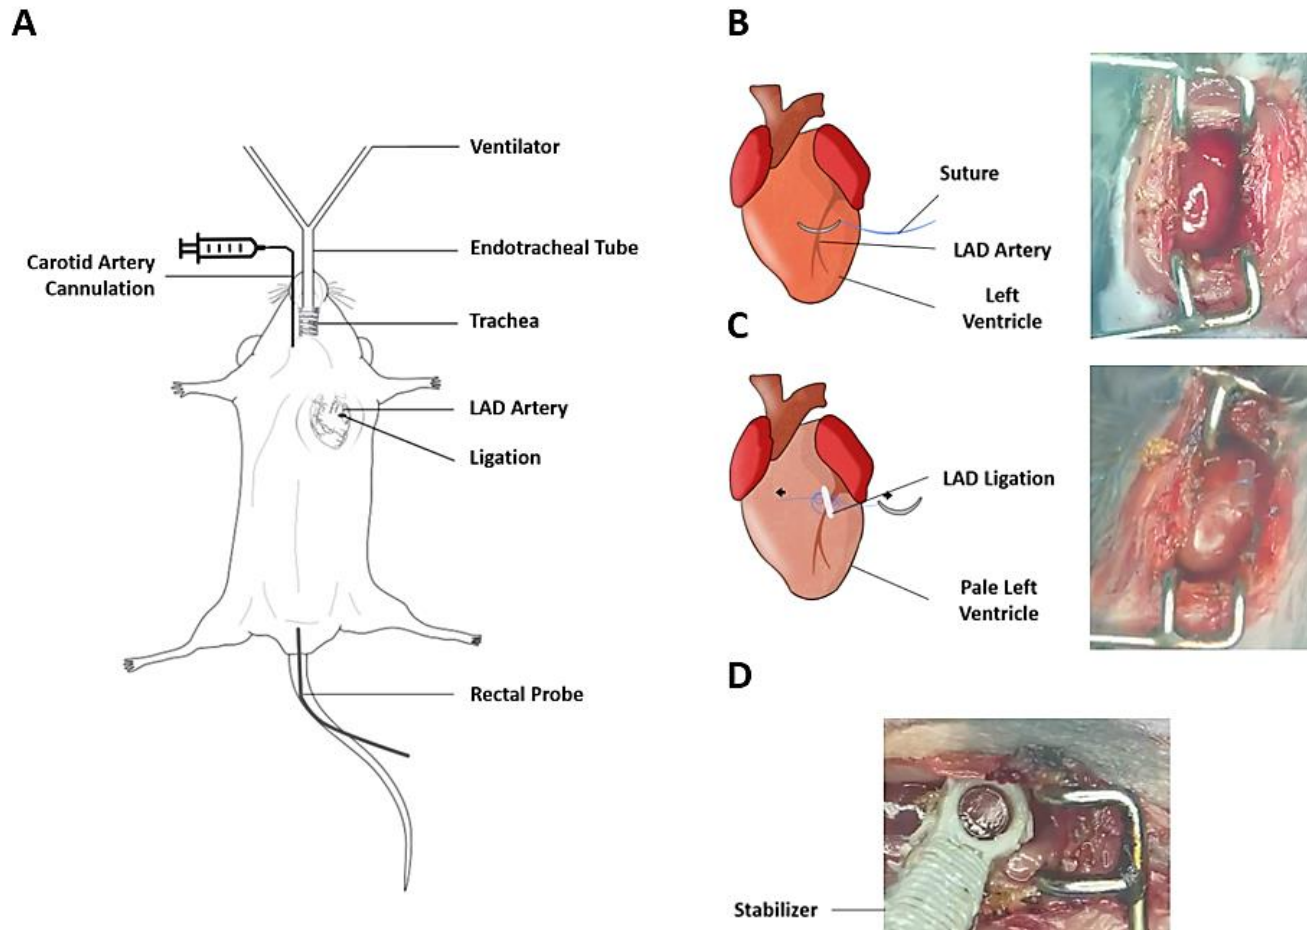 A
Ventilator
Endotracheal Tube
Carotid Artery
Cannulation
Trachea
LAD Artery
Ligation
Rectal Probe
B
Suture
LAD Artery
Left
Ventricle
C
LAD Ligation
Pale Left
Ventricle
D
Stabilizer